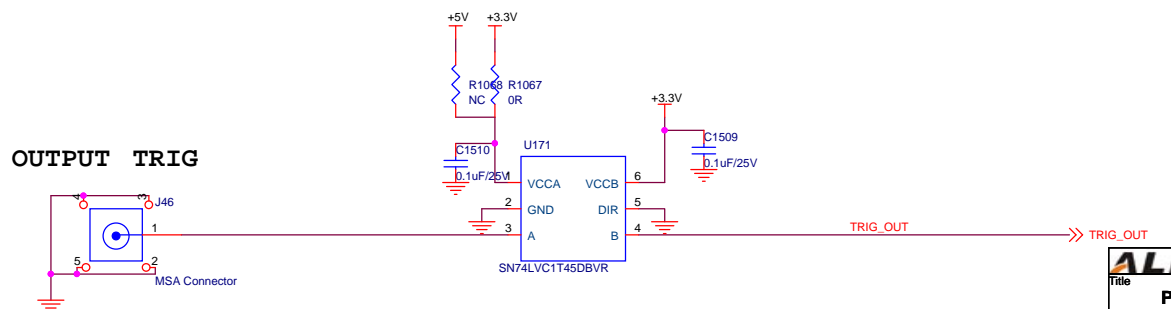 +5V +3.3V
R1068 R1067
NC 0R
+3.3V
C1509
0.1uF/25V
C1510
0.1uF/25V
U171
OUTPUT TRIG
1 VCCA VCCB 6
2 GND DIR 5
3 A B 4
TRIG_OUT
TRIG_OUT
SN74LVC1T45DBVR
4 3 J46
1
5 2
MSA Connector
Title
P